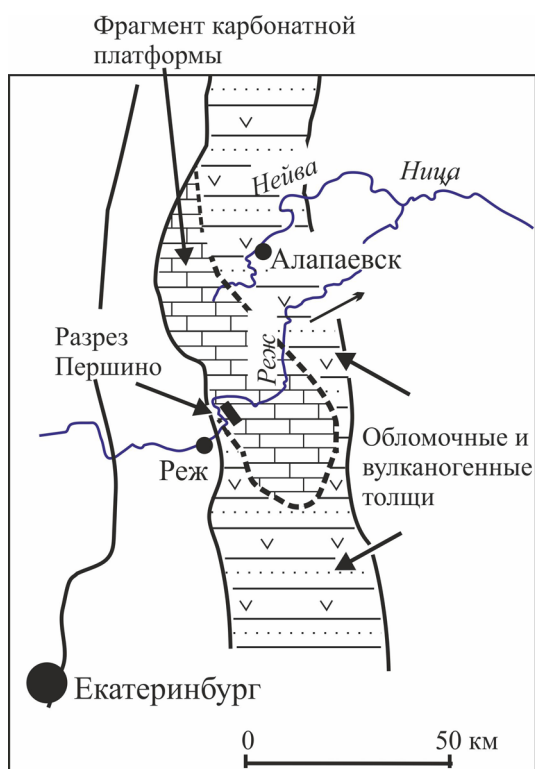 Фрагмент карбонатной
платформы
Нейва
Ница
Алапаевск
Разрез
Першино
Реж
Обломочные и
вулканогенные
толщи
Реж
Екатеринбург
0
50 км